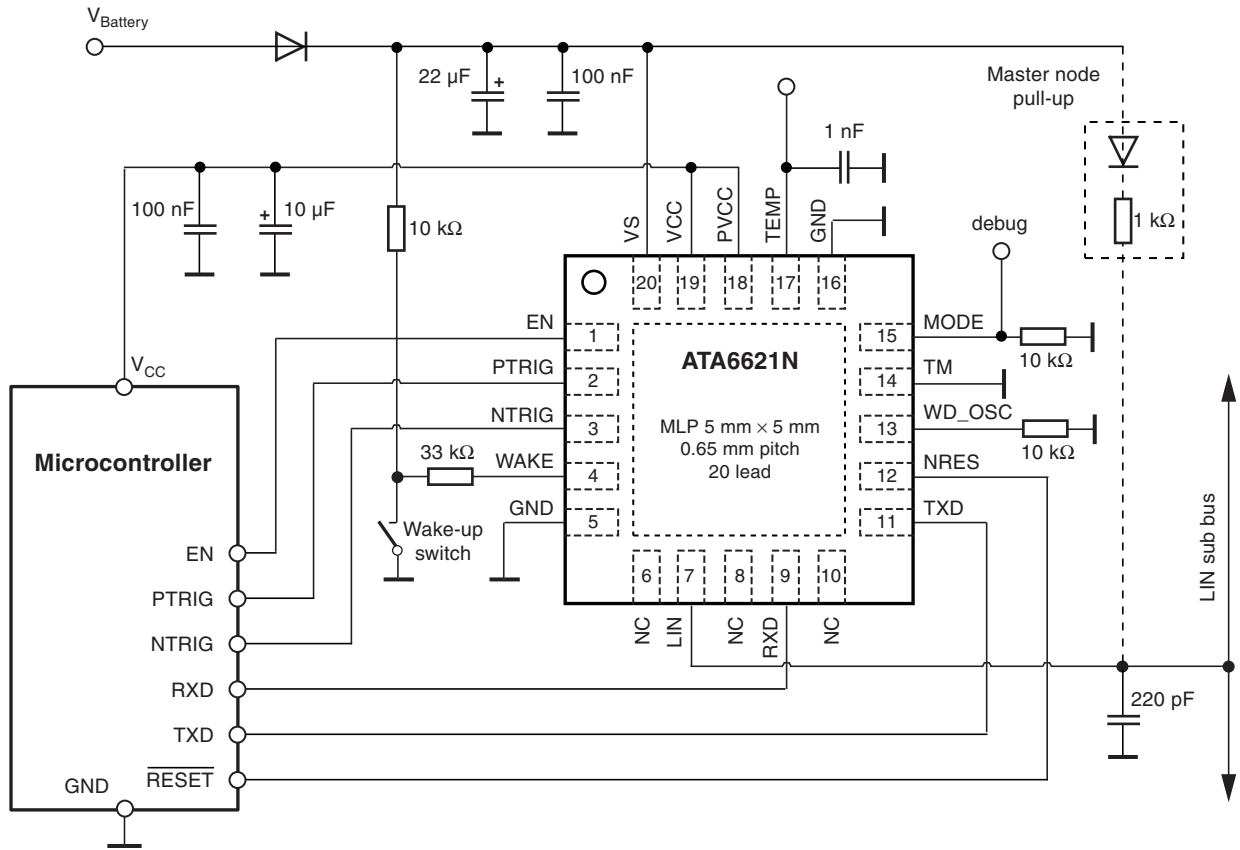 VBattery
22 µF
+
100 nF
Master node
pull-up
1 nF
100 nF
+
10 µF
10 kΩ
VS
VCC
PVCC
TEMP
GND
1 kΩ
debug
20
19
18
17
16
EN
1
PTRIG
2
NTRIG
3
WAKE
4
GND
5
ATA6621N
MLP 5 mm × 5 mm
0.65 mm pitch
20 lead
15
MODE
10 kΩ
14
TM
13
WD_OSC
10 kΩ
12
NRES
11
TXD
33 kΩ
Wake-up
switch
6
7
8
9
10
NC
LIN
NC
RXD
NC
VCC
Microcontroller
EN
PTRIG
NTRIG
RXD
TXD
RESET
GND
220 pF
LIN sub bus